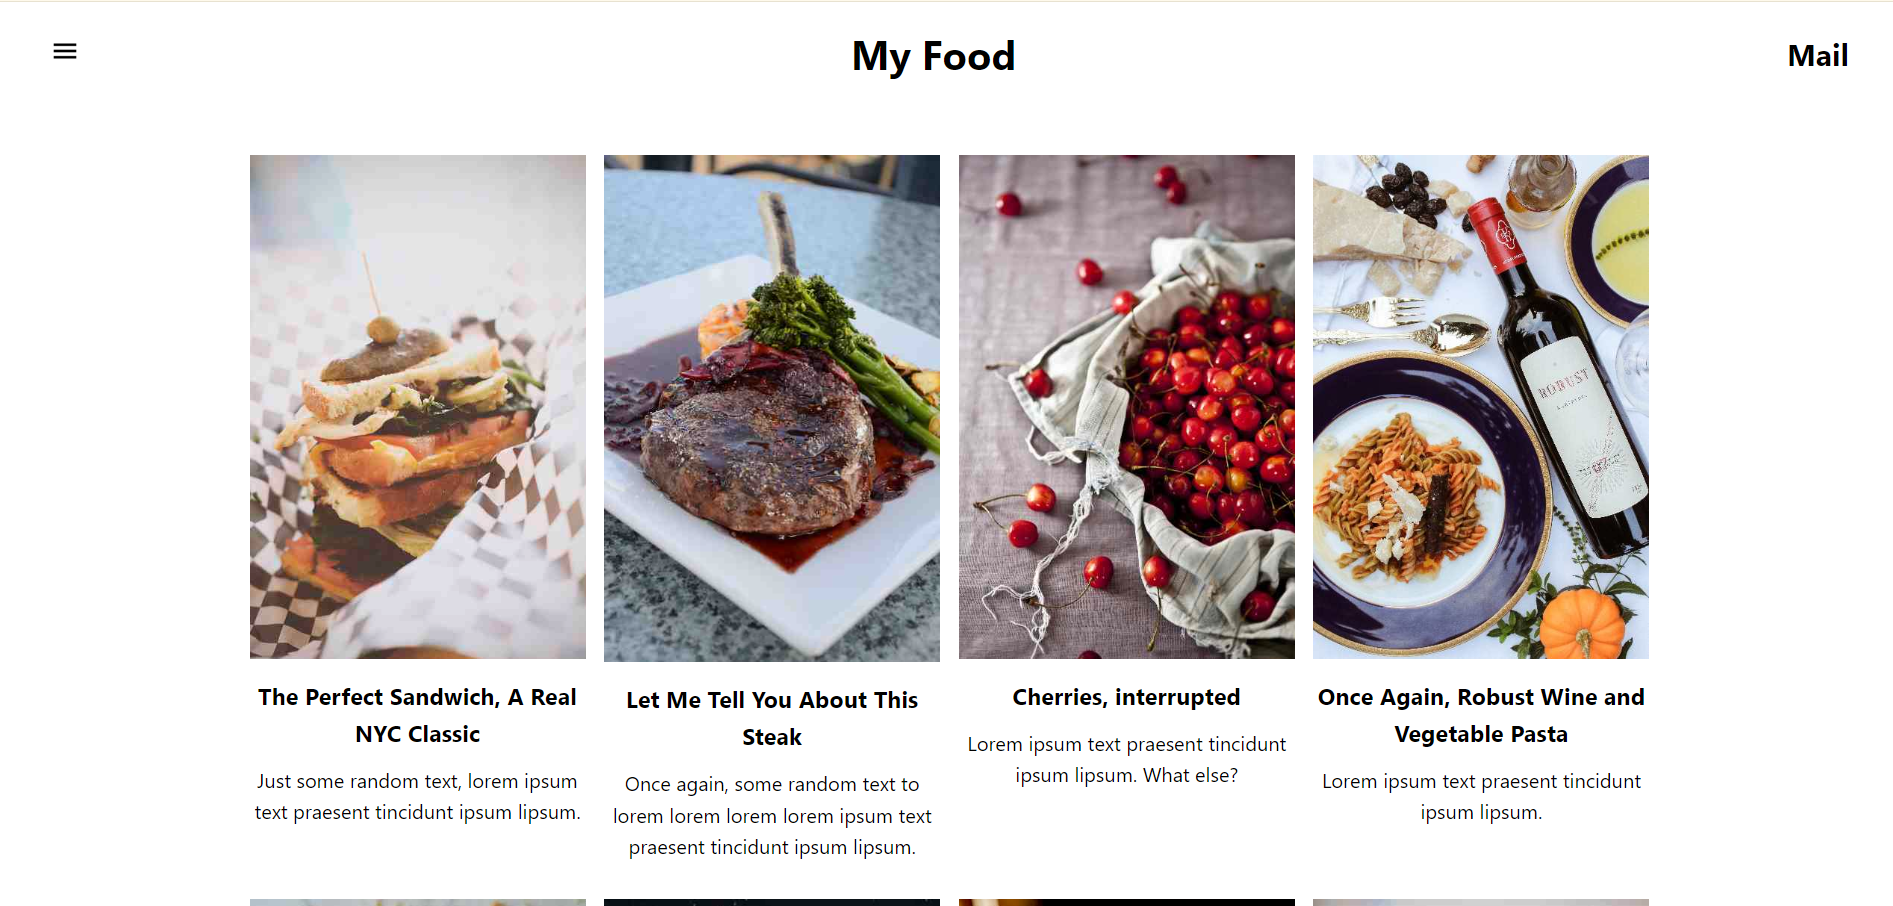 My Food
Mail
ROBUST
The Perfect Sandwich, A Real
NYC Classic
Just some random text, lorem ipsum
text praesent tincidunt ipsum lipsum.
Let Me Tell You About This
Steak
Once again, some random text to
lorem lorem lorem lorem ipsum text
praesent tincidunt ipsum lipsum.
Cherries, interrupted
Lorem ipsum text praesent tincidunt
ipsum lipsum. What else?
Once Again, Robust Wine and
Vegetable Pasta
Lorem ipsum text praesent tincidunt
ipsum lipsum.